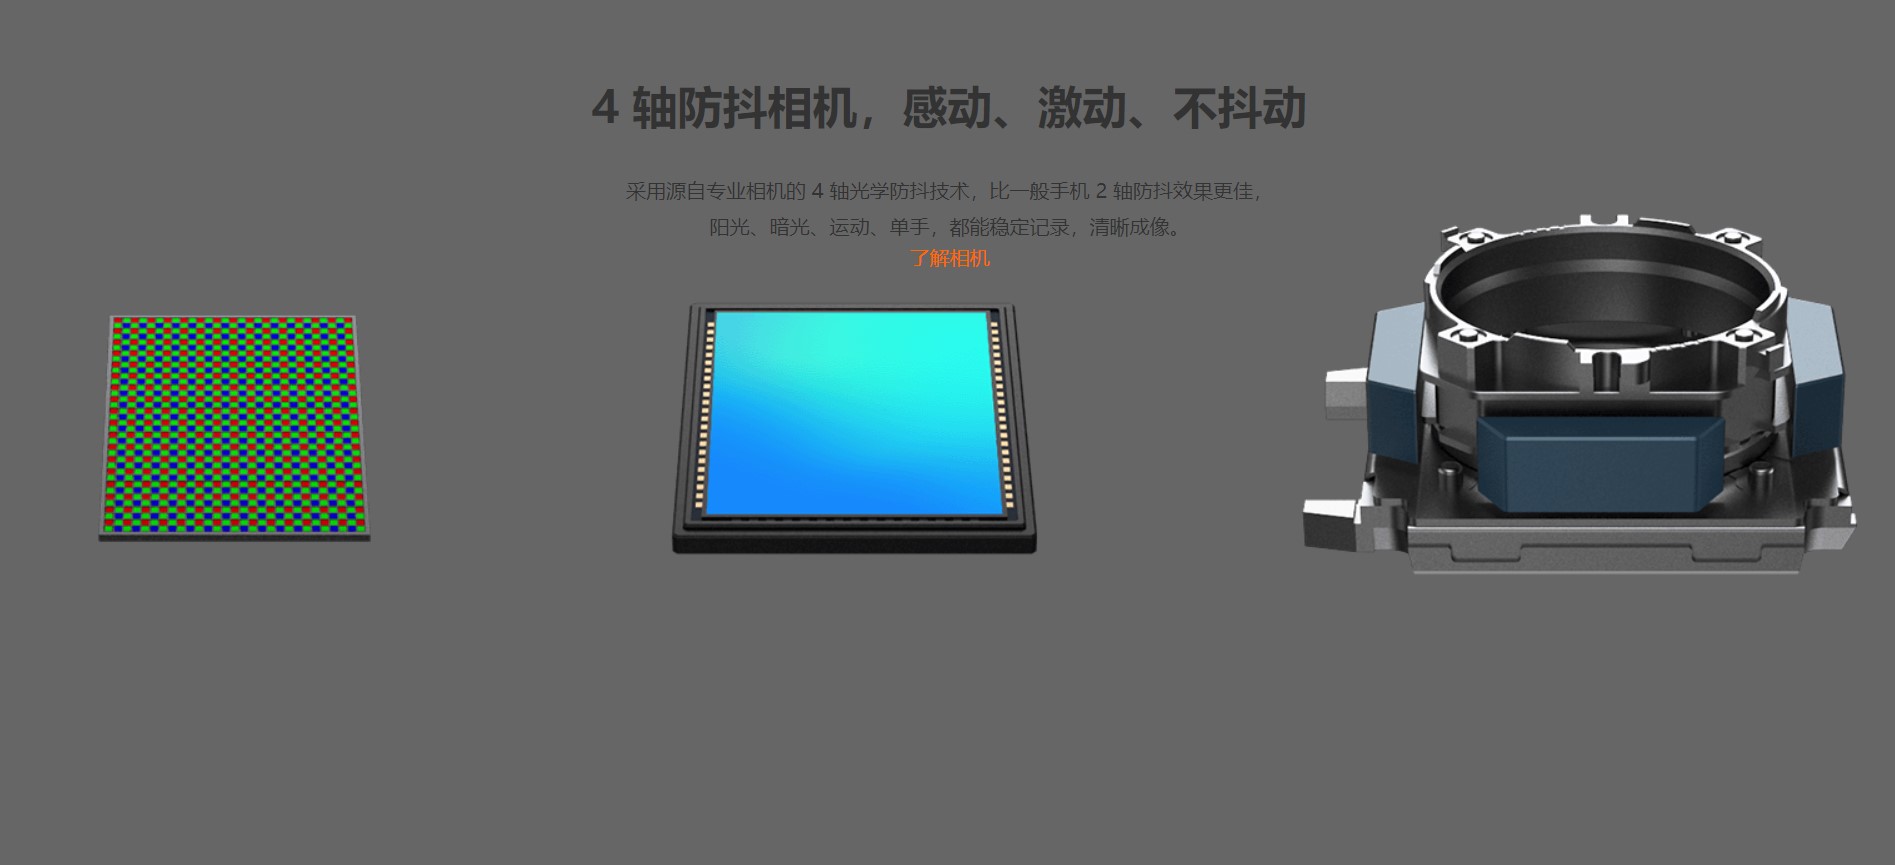 4 轴防抖相机，感动、激动、不抖动
采用源自专业相机的 4 轴光学防抖技术，比一般手机 2 轴防抖效果更佳，
阳光、暗光、运动、单手，都能稳定记录，清晰成像。
了解相机